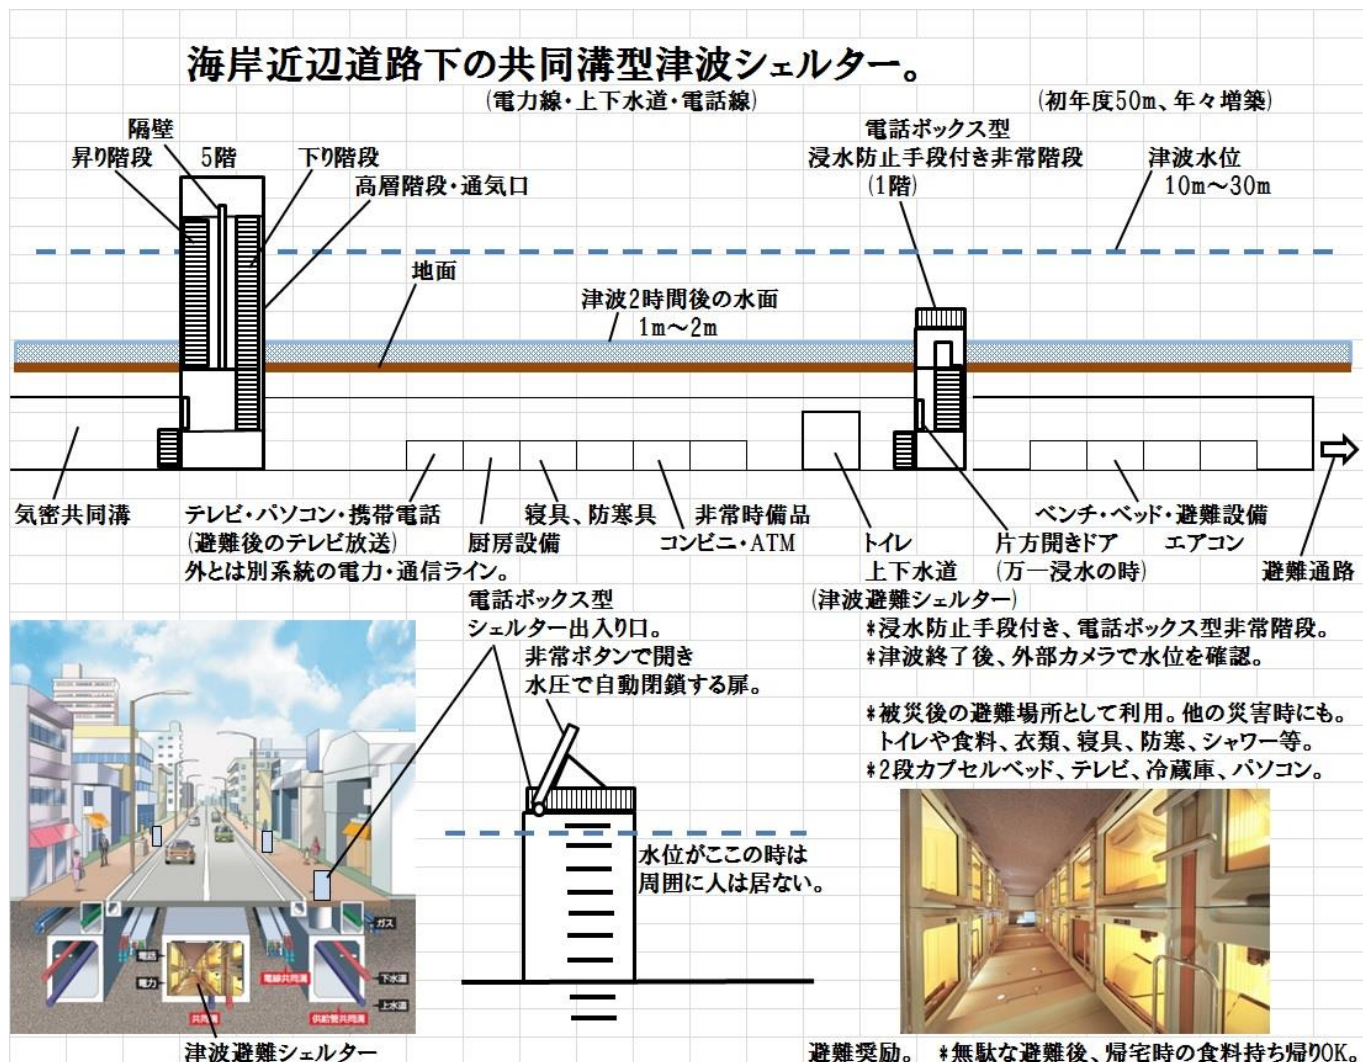 海岸近辺道路下の共同溝型津波シェルター。
(電力線・上下水道・電話線)
(初年度50m、年々増築)
隔壁
昇り階段
5階
下り階段
高層階段・通気口
電話ボックス型
浸水防止手段付き非常階段
(1階)
津波水位
10m～30m
地面
津波2時間後の水面
1m～2m
気密共同溝
テレビ・パソコン・携帯電話
(避難後のテレビ放送)
外とは別系統の電力・通信ライン。
厨房設備
寝具、防寒具
非常時備品
コンビニ・ATM
トイレ
上下水道
片方開きドア
(万一浸水の時)
ベンチ・ベッド・避難設備
エアコン
避難通路
電話ボックス型
シェルター出入り口。
非常ボタンで開き
水圧で自動閉鎖する扉。
水位がここの時は
周囲に人は居ない。
(津波避難シェルター)
*浸水防止手段付き、電話ボックス型非常階段。
*津波終了後、外部カメラで水位を確認。
*被災後の避難場所として利用。他の災害時にも。
トイレや食料、衣類、寝具、防寒、シャワー等。
*2段カプセルベッド、テレビ、冷蔵庫、パソコン。
ガス
電話
電力
電線共同溝
下水道
上水道
共同溝
供給管共同溝
津波避難シェルター
避難奨励。 *無駄な避難後、帰宅時の食料持ち帰りOK。